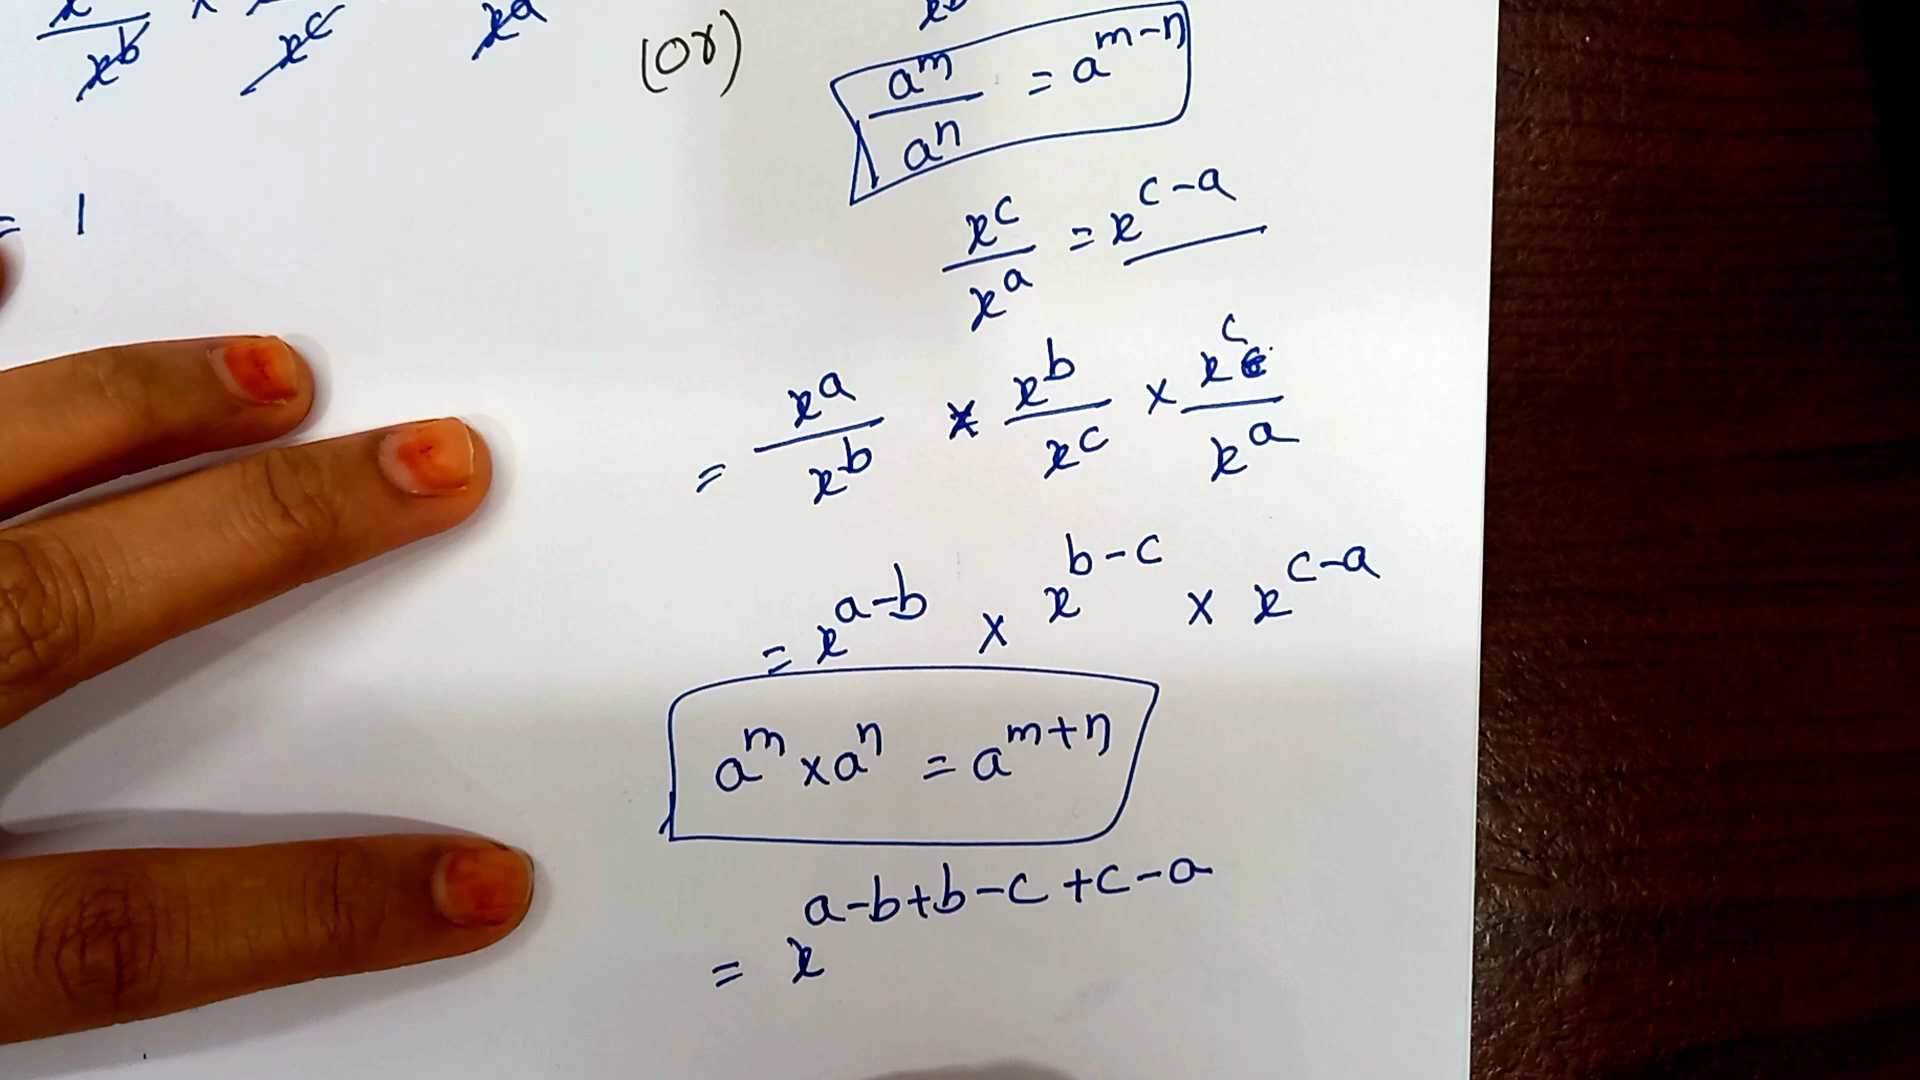 x^b x^c x^a
= 1
(or)
a^m / a^n = a^(m-n)
x^c / x^a = x^(c-a)
= x^a / x^b × x^b / x^c × x^c / x^a
= x^(a-b) × x^(b-c) × x^(c-a)
a^m × a^n = a^(m+n)
= x^(a-b+b-c+c-a)